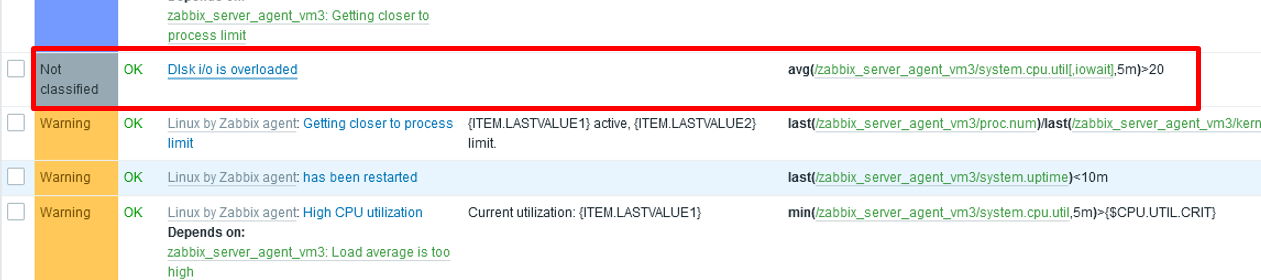 Depends on:
zabbix_server_agent_vm3: Getting closer to
process limit
Not
classified
OK
DIsk i/o is overloaded
avg(/zabbix_server_agent_vm3/system.cpu.util[,iowait],5m)>20
Warning
OK
Linux by Zabbix agent: Getting closer to process
limit
{ITEM.LASTVALUE1} active, {ITEM.LASTVALUE2}
limit.
last(/zabbix_server_agent_vm3/proc.num)/last(/zabbix_server_agent_vm3/kern
Warning
OK
Linux by Zabbix agent: has been restarted
last(/zabbix_server_agent_vm3/system.uptime)<10m
Warning
OK
Linux by Zabbix agent: High CPU utilization
Depends on:
zabbix_server_agent_vm3: Load average is too
high
Current utilization: {ITEM.LASTVALUE1}
min(/zabbix_server_agent_vm3/system.cpu.util,5m)>{$CPU.UTIL.CRIT}